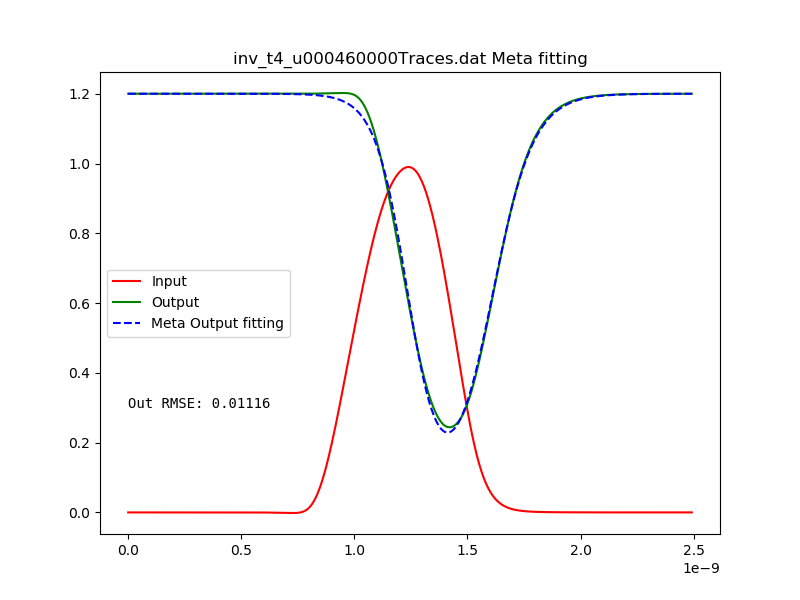 inv_t4_u000460000Traces.dat Meta fitting
1.2
1.0
0.8
0.6
0.4
0.2
0.0
Input
Output
Meta Output fitting
Out RMSE: 0.01116
0.0 0.5 1.0 1.5 2.0 2.5
1e−9